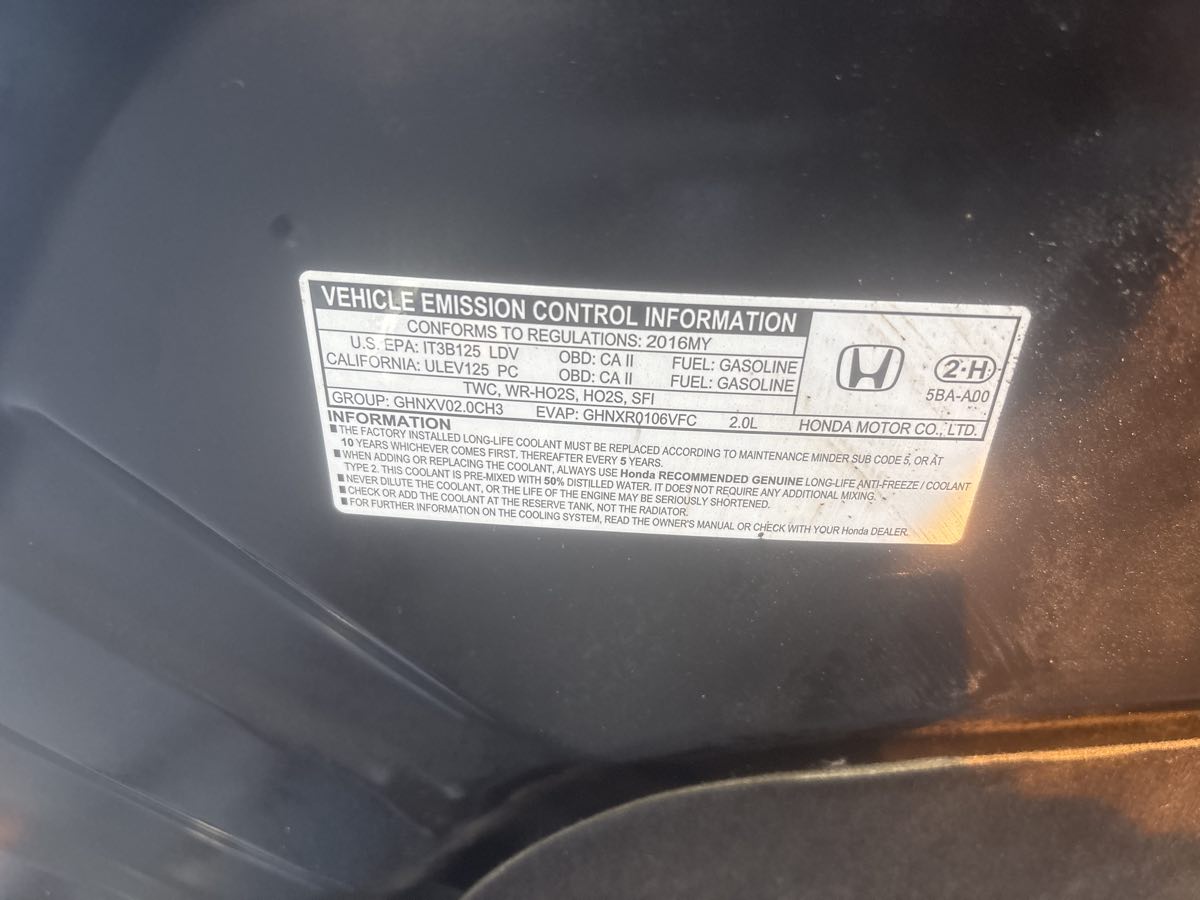 VEHICLE EMISSION CONTROL INFORMATION
CONFORMS TO REGULATIONS: 2016MY
U.S. EPA: IT3B125 LDV OBD: CA II FUEL: GASOLINE
CALIFORNIA: ULEV125 PC OBD: CA II FUEL: GASOLINE
TWC, WR-HO2S, HO2S, SFI
H 2·H
5BA-A00
GROUP: GHNXV02.0CH3 EVAP: GHNXR0106VFC 2.0L HONDA MOTOR CO., LTD.
INFORMATION
■ THE FACTORY INSTALLED LONG-LIFE COOLANT MUST BE REPLACED ACCORDING TO MAINTENANCE MINDER SUB CODE 5, OR AT
10 YEARS WHICHEVER COMES FIRST. THEREAFTER EVERY 5 YEARS.
■ WHEN ADDING OR REPLACING THE COOLANT, ALWAYS USE Honda RECOMMENDED GENUINE LONG-LIFE ANTI-FREEZE / COOLANT
TYPE 2. THIS COOLANT IS PRE-MIXED WITH 50% DISTILLED WATER. IT DOES NOT REQUIRE ANY ADDITIONAL MIXING.
■ NEVER DILUTE THE COOLANT, OR THE LIFE OF THE ENGINE MAY BE SERIOUSLY SHORTENED.
■ CHECK OR ADD THE COOLANT AT THE RESERVE TANK, NOT THE RADIATOR.
■ FOR FURTHER INFORMATION ON THE COOLING SYSTEM, READ THE OWNER'S MANUAL OR CHECK WITH YOUR Honda DEALER.